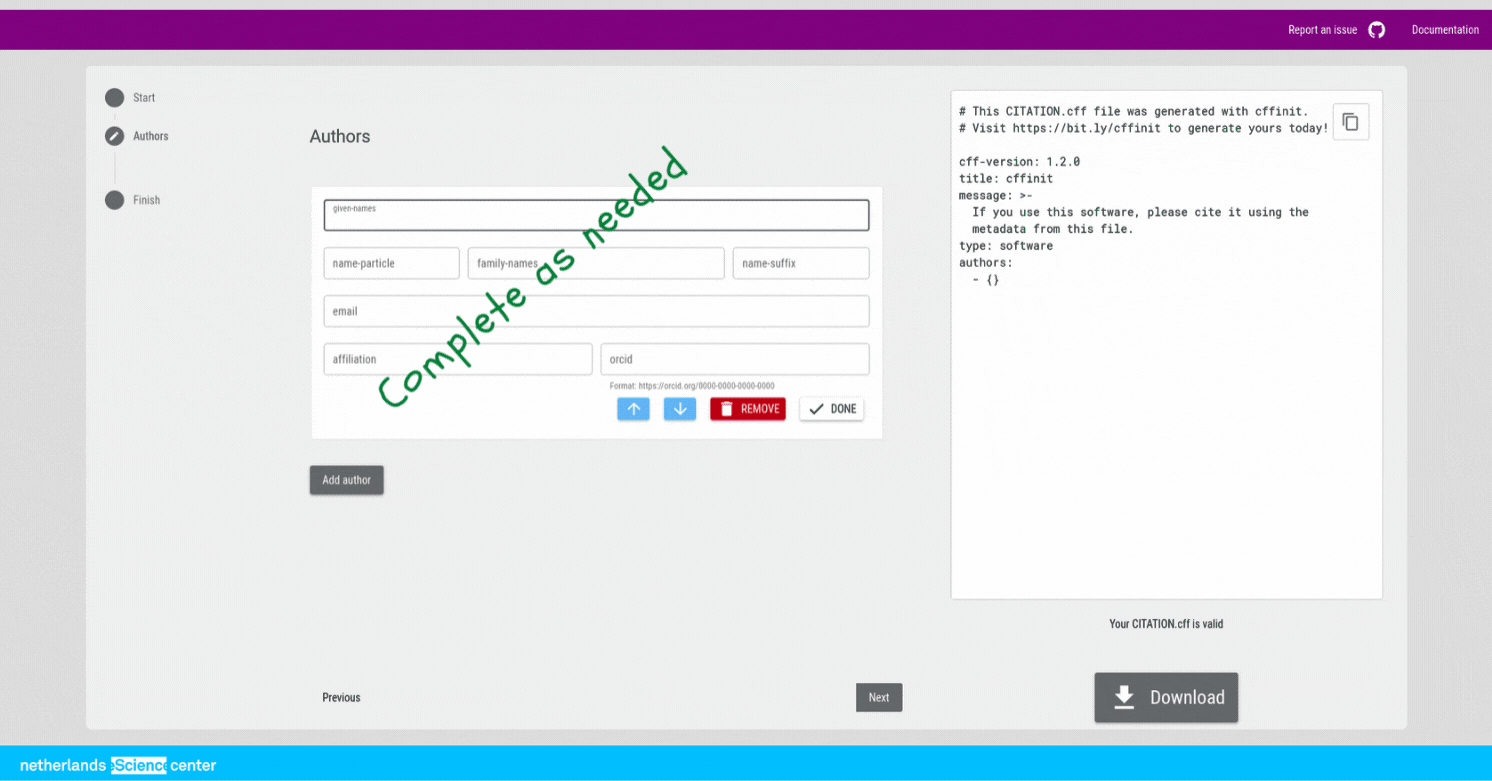 Report an issue
Documentation
Start
Authors
Finish
Authors
given-names
name-particle
family-names
name-suffix
email
affiliation
orcid
Format: https://orcid.org/0000-0000-0000-0000
REMOVE
DONE
Complete as needed
Add author
Previous
Next
# This CITATION.cff file was generated with cffinit.
# Visit https://bit.ly/cffinit to generate yours today!
cff-version: 1.2.0
title: cffinit
message: >-
If you use this software, please cite it using the
metadata from this file.
type: software
authors:
- {}
Your CITATION.cff is valid
Download
netherlands eScience center